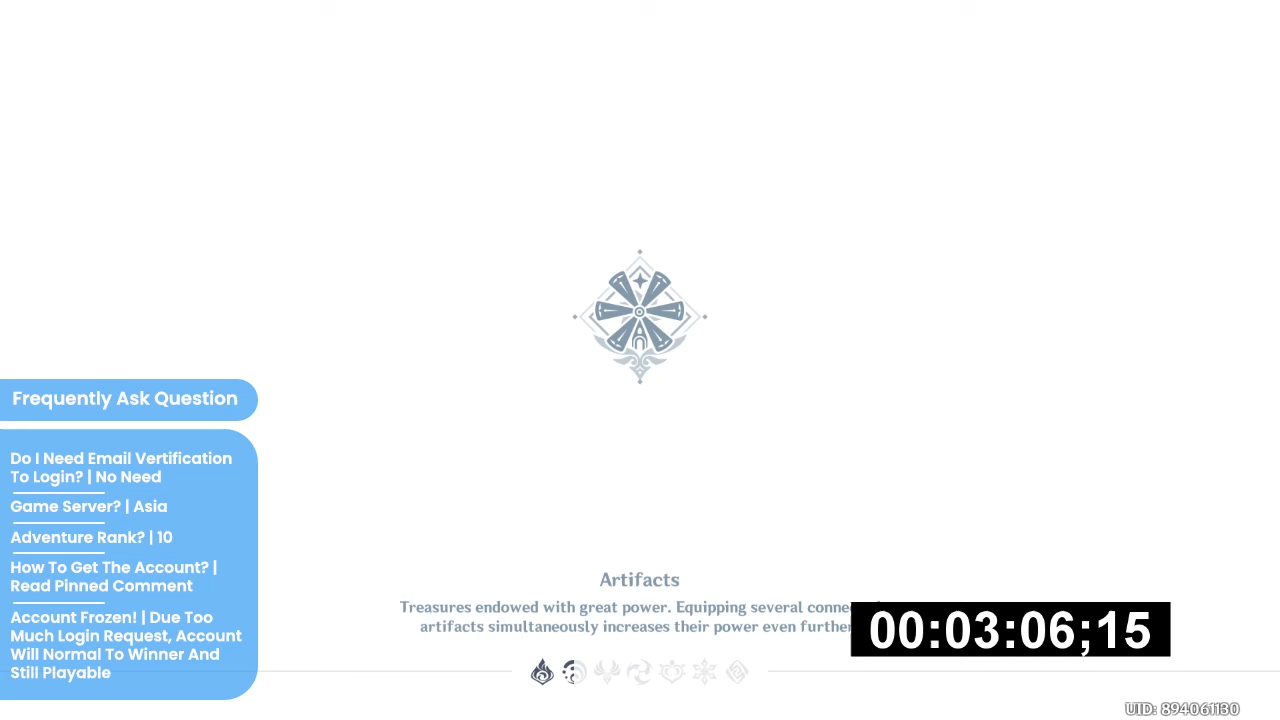 Frequently Ask Question
Do I Need Email Vertification
To Login? | No Need
Game Server? | Asia
Adventure Rank? | 10
How To Get The Account? |
Read Pinned Comment
Account Frozen! | Due Too
Much Login Request, Account
Will Normal To Winner And
Still Playable
Artifacts
Treasures endowed with great power. Equipping several
artifacts simultaneously increases their power even further
00:03:06;15
UID: 894061130